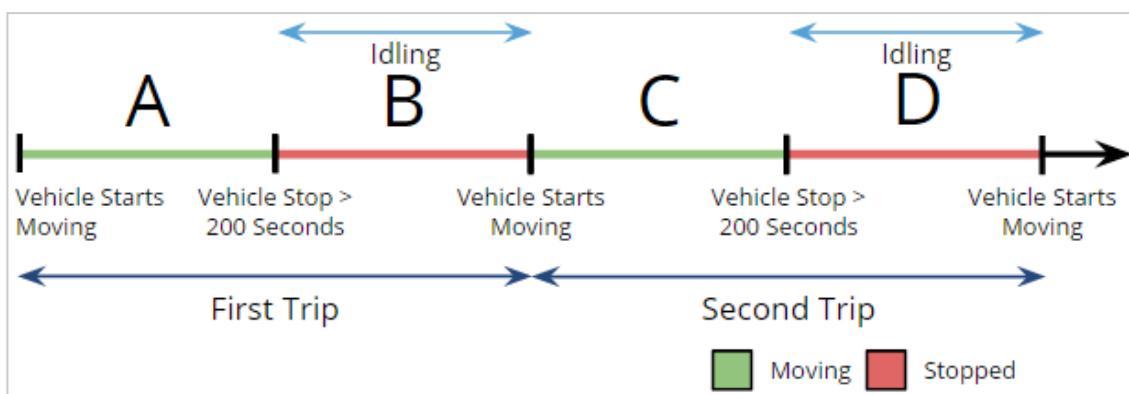 Idling
Idling
A
B
C
D
Vehicle Starts
Moving
Vehicle Stop >
200 Seconds
Vehicle Starts
Moving
Vehicle Stop >
200 Seconds
Vehicle Starts
Moving
First Trip
Second Trip
Moving
Stopped